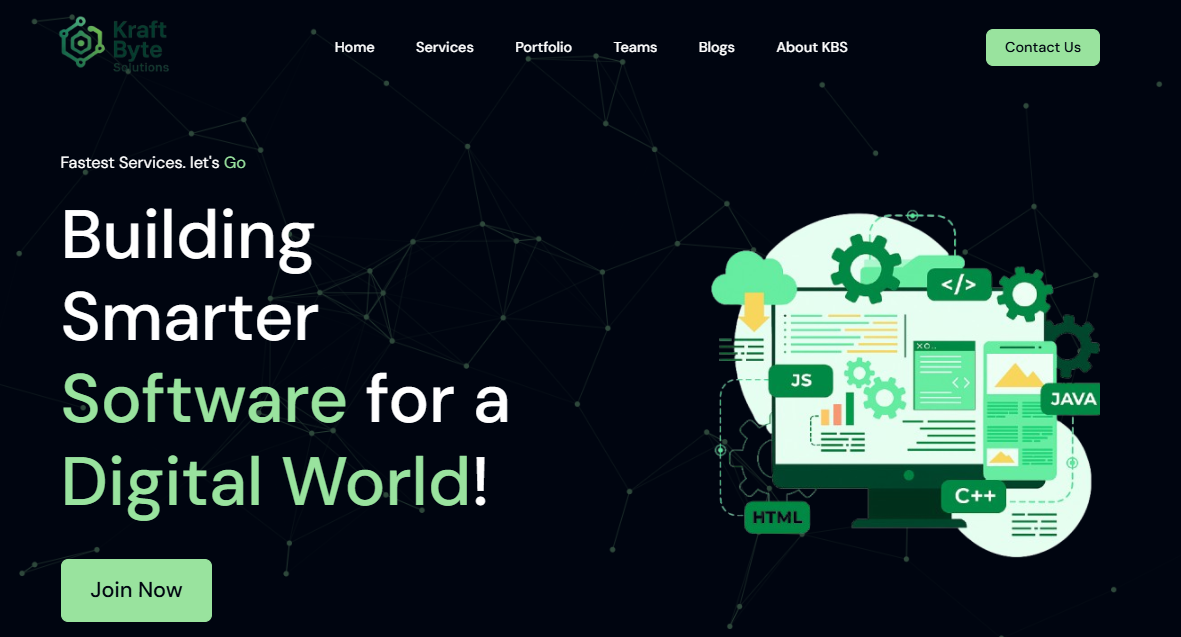 Kraft
Byte
Solutions
Home Services Portfolio Teams Blogs About KBS
Contact Us
Fastest Services. let's Go
Building
Smarter
Software for a
Digital World!
Join Now
</>
JS
JAVA
C++
HTML